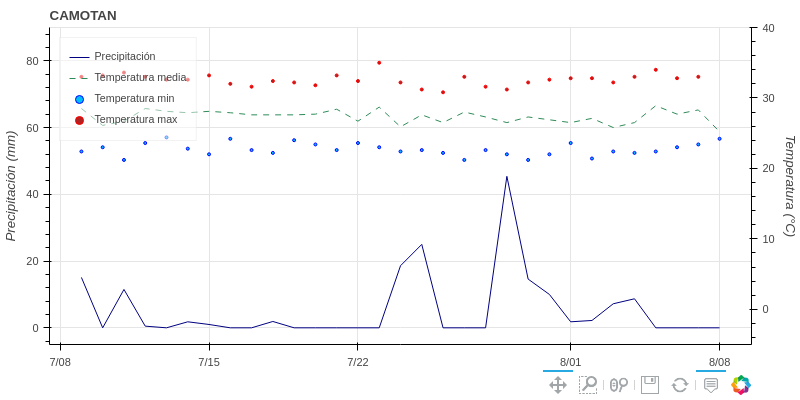 CAMOTAN
Precipitación
Temperatura media
Temperatura min
Temperatura max
Precipitación (mm)
80
60
40
20
0
Temperatura (°C)
40
30
20
10
0
7/08
7/15
7/22
8/01
8/08